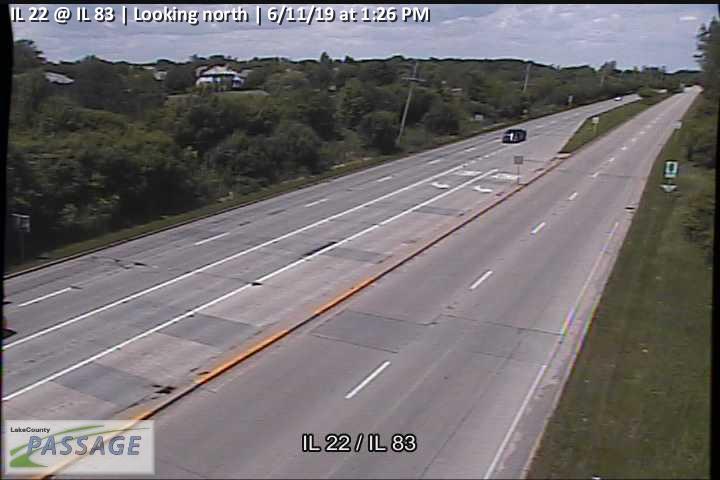 IL 22 @ IL 83 | Looking north | 6/11/19 at 1:26 PM
IL 22 / IL 83
LakeCounty
PASSAGE